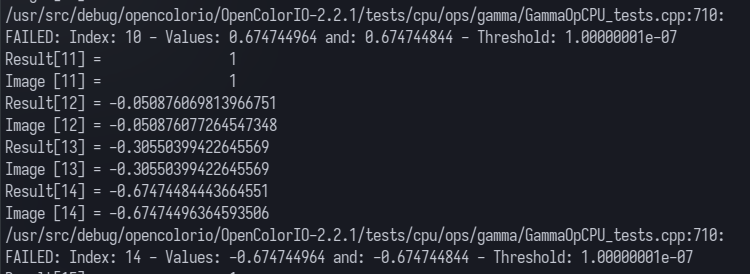 /usr/src/debug/opencolorio/OpenColorIO-2.2.1/tests/cpu/ops/gamma/GammaOpCPU_tests.cpp:710:
FAILED: Index: 10 - Values: 0.674744964 and: 0.674744844 - Threshold: 1.00000001e-07
Result[11] = 1
Image [11] = 1
Result[12] = -0.050876069813966751
Image [12] = -0.050876077264547348
Result[13] = -0.30550399422645569
Image [13] = -0.30550399422645569
Result[14] = -0.67474484443664551
Image [14] = -0.67474496364593506
/usr/src/debug/opencolorio/OpenColorIO-2.2.1/tests/cpu/ops/gamma/GammaOpCPU_tests.cpp:710:
FAILED: Index: 14 - Values: -0.674744964 and: -0.674744844 - Threshold: 1.00000001e-07